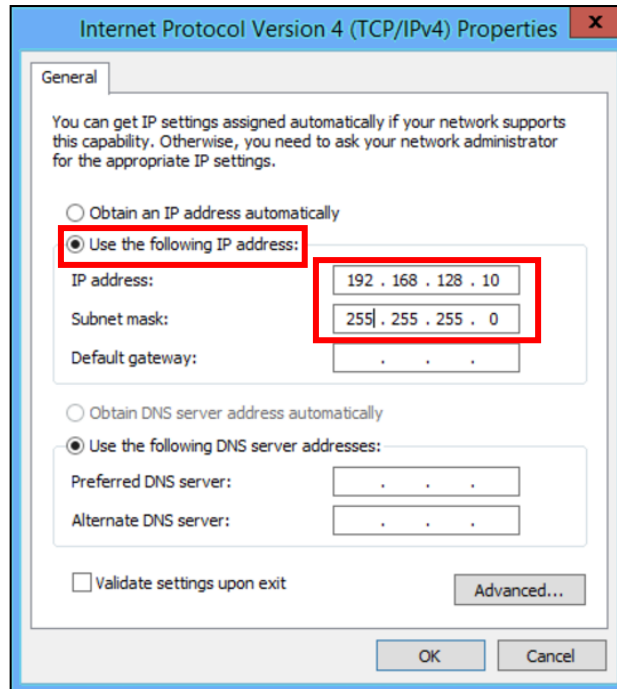 Internet Protocol Version 4 (TCP/IPv4) Properties
x
General
You can get IP settings assigned automatically if your network supports
this capability. Otherwise, you need to ask your network administrator
for the appropriate IP settings.
Obtain an IP address automatically
Use the following IP address:
IP address: 192 . 168 . 128 . 10
Subnet mask: 255 . 255 . 255 . 0
Default gateway: . . .
Obtain DNS server address automatically
Use the following DNS server addresses:
Preferred DNS server: . . .
Alternate DNS server: . . .
Validate settings upon exit
Advanced...
OK Cancel